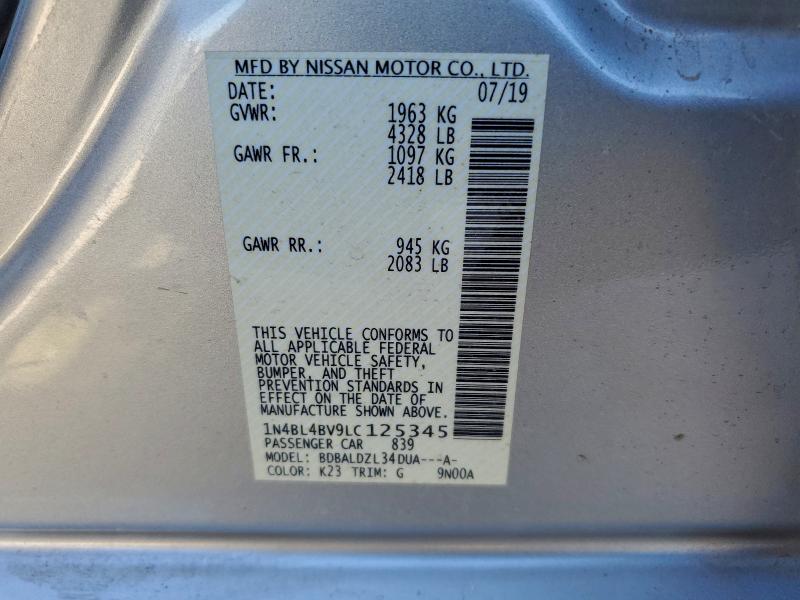 MFD BY NISSAN MOTOR CO., LTD.
DATE: 07/19
GVWR: 1963 KG
4328 LB
GAWR FR.: 1097 KG
2418 LB
GAWR RR.: 945 KG
2083 LB
THIS VEHICLE CONFORMS TO
ALL APPLICABLE FEDERAL
MOTOR VEHICLE SAFETY,
BUMPER, AND THEFT
PREVENTION STANDARDS IN
EFFECT ON THE DATE OF
MANUFACTURE SHOWN ABOVE.
1N4BL4BV9LC125345
PASSENGER CAR 839
MODEL: BDBALDZL34DUA---A-
COLOR: K23 TRIM: G 9N00A